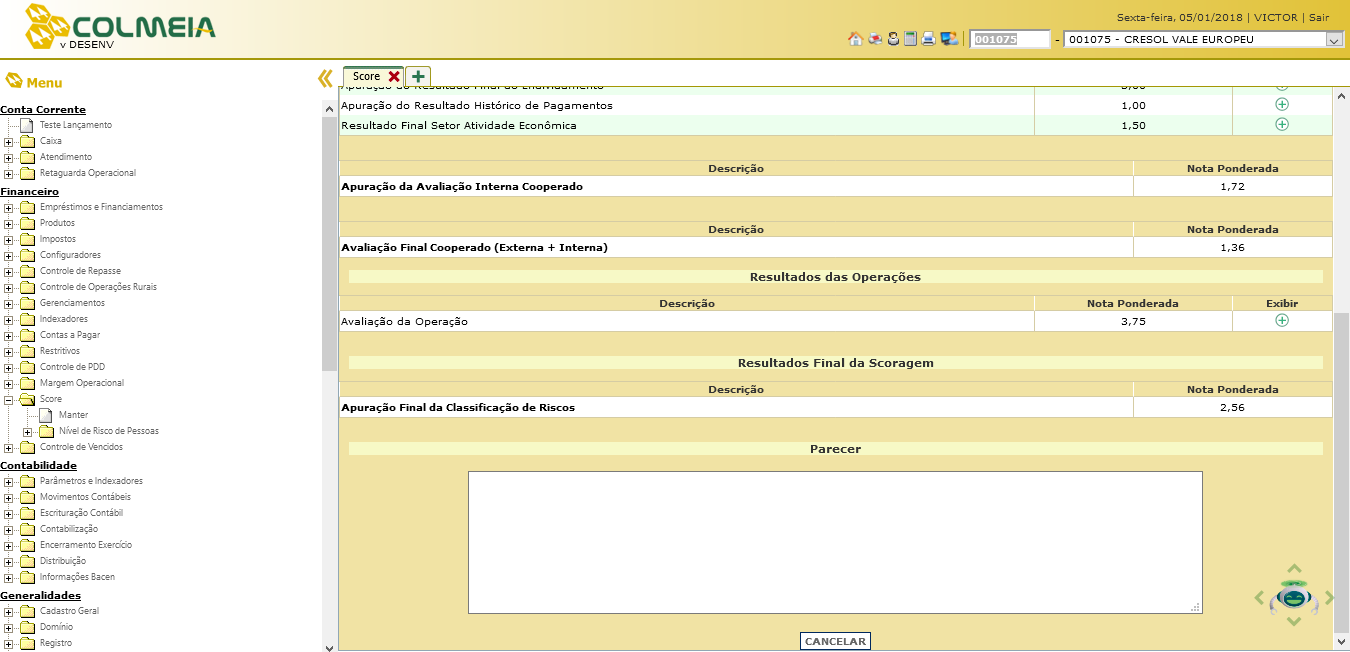 COLMEIA
v DESENV
Sexta-feira, 05/01/2018 | VICTOR | Sair
001075 - 001075 - CRESOL VALE EUROPEU
Menu
Score
Conta Corrente
Teste Lançamento
Caixa
Atendimento
Retaguarda Operacional
Financeiro
Empréstimos e Financiamentos
Produtos
Impostos
Configuradores
Controle de Repasse
Controle de Operações Rurais
Gerenciamentos
Indexadores
Contas a Pagar
Restritivos
Controle de PDD
Margem Operacional
Score
Manter
Nível de Risco de Pessoas
Controle de Vencidos
Contabilidade
Parâmetros e Indexadores
Movimentos Contábeis
Escrituração Contábil
Contabilização
Encerramento Exercício
Distribuição
Informações Bacen
Generalidades
Cadastro Geral
Domínio
Registro
Apuração do Resultado Final do Endividamento
Apuração do Resultado Histórico de Pagamentos 1,00
Resultado Final Setor Atividade Econômica 1,50
Descrição Nota Ponderada
Apuração da Avaliação Interna Cooperado 1,72
Descrição Nota Ponderada
Avaliação Final Cooperado (Externa + Interna) 1,36
Resultados das Operações
Descrição Nota Ponderada Exibir
Avaliação da Operação 3,75
Resultados Final da Scoragem
Descrição Nota Ponderada
Apuração Final da Classificação de Riscos 2,56
Parecer
CANCELAR